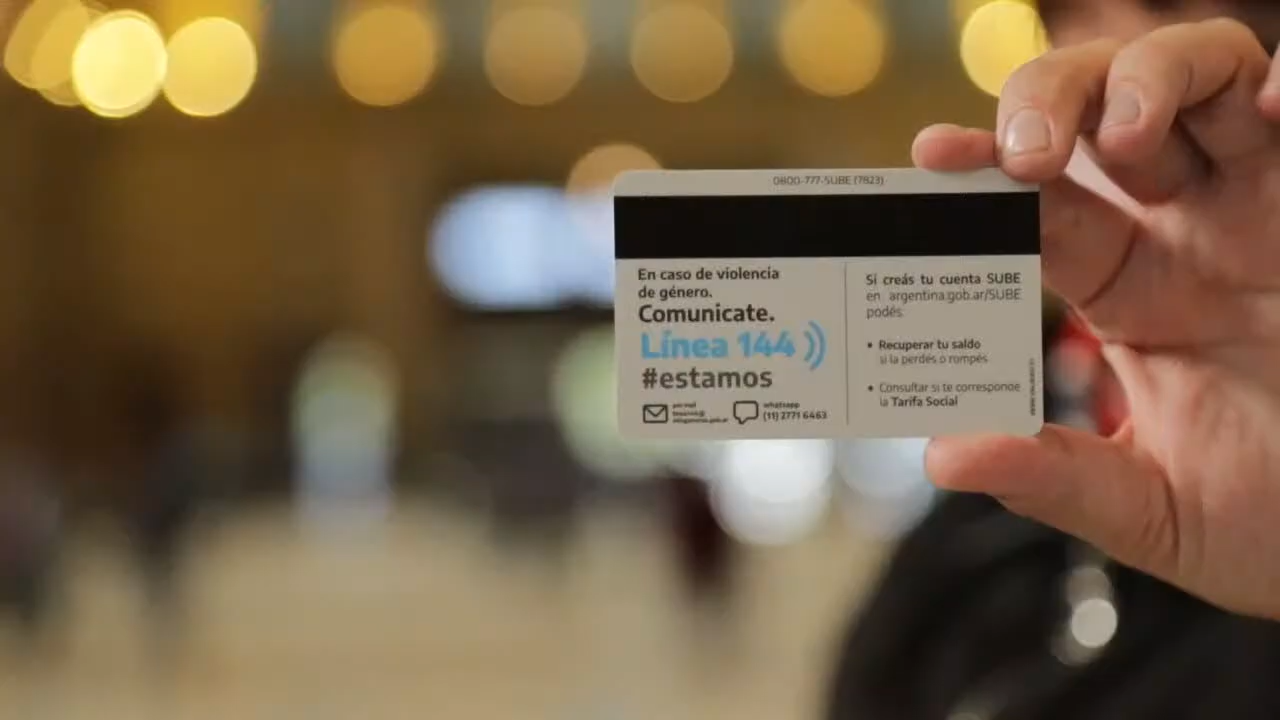 0800-777-SUBE (7823)
En caso de violencia
de género.
Comunicate.
Línea 144
#estamos
por mail
whatsapp
(11) 2771 6463
Si creás tu cuenta SUBE
en argentina.gob.ar/SUBE
podés:
• Recuperar tu saldo
si la perdés o rompés
• Consultar si te corresponde
la Tarifa Social